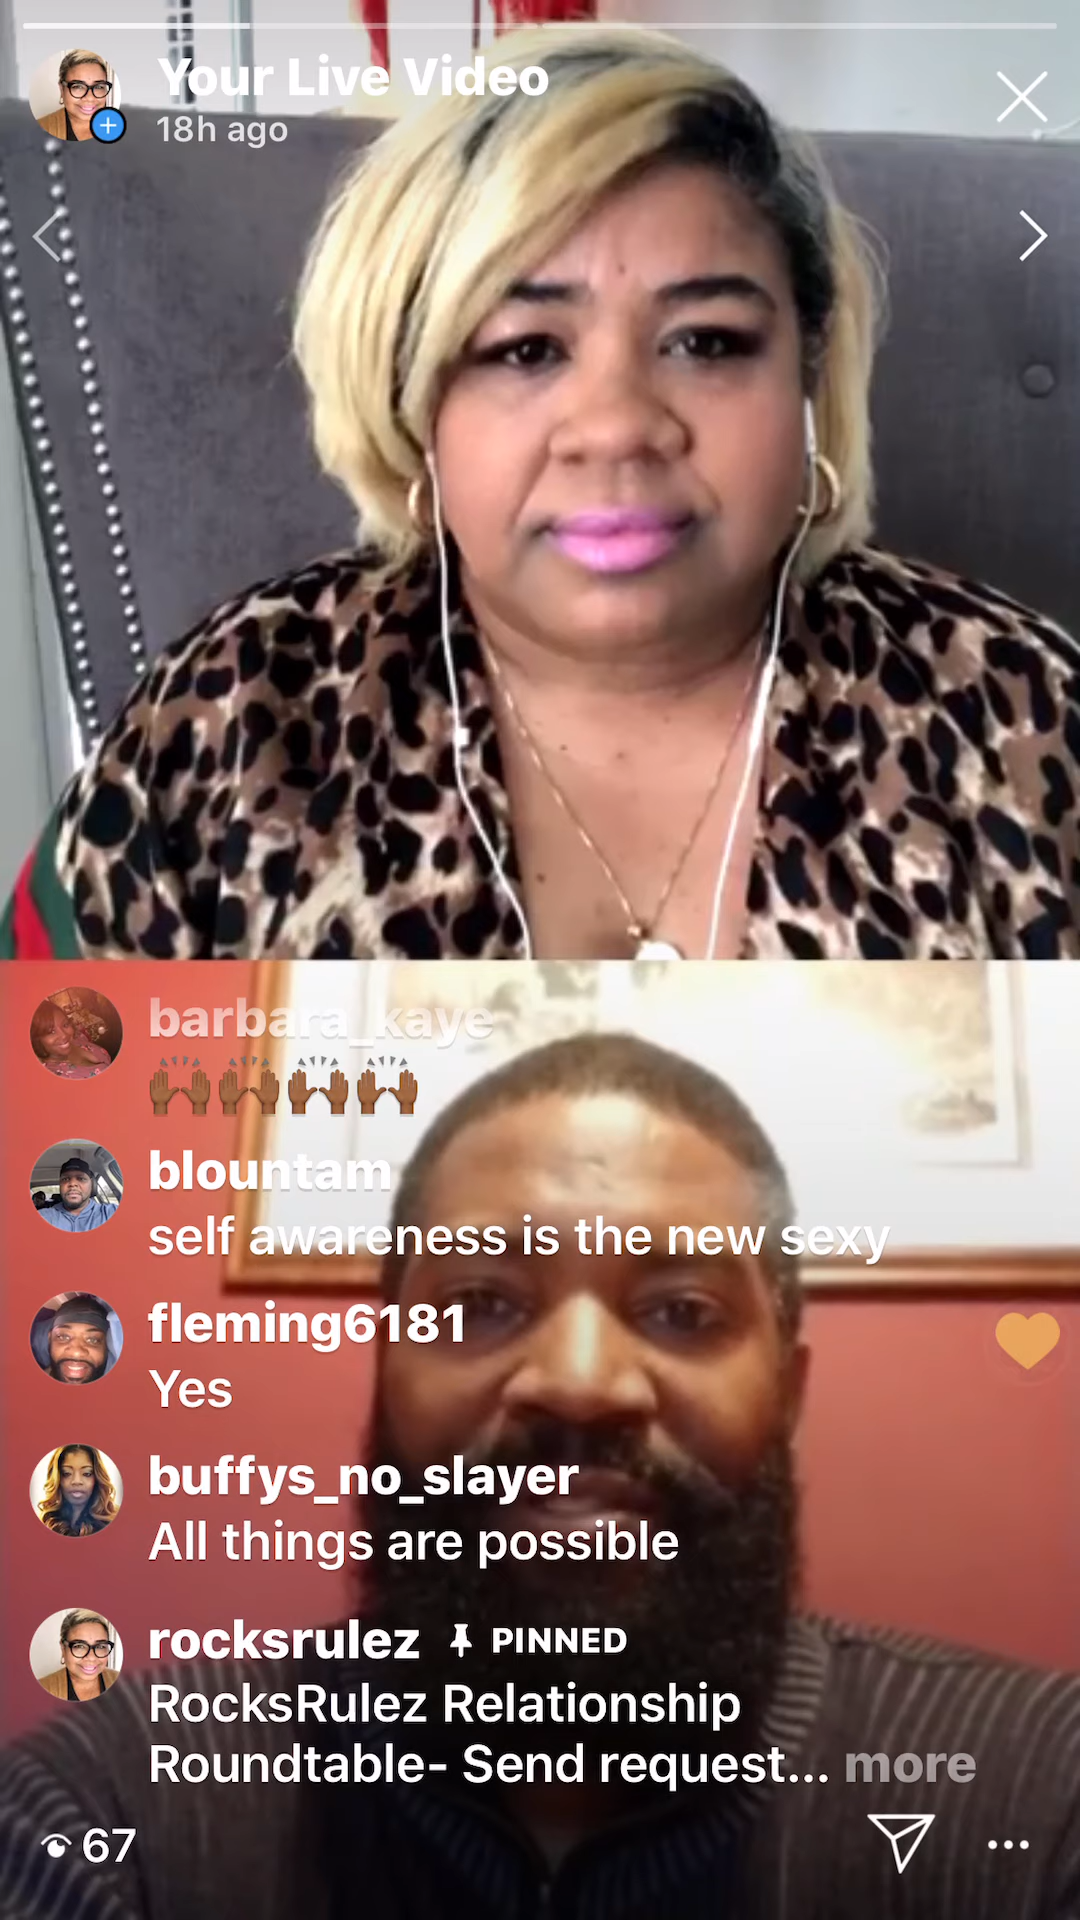 Your Live Video
18h ago
barbara_kaye
🙌🏾🙌🏾🙌🏾🙌🏾
blountam
self awareness is the new sexy
fleming6181
Yes
buffys_no_slayer
All things are possible
rocksrulez PINNED
RocksRulez Relationship
Roundtable- Send request... more
67